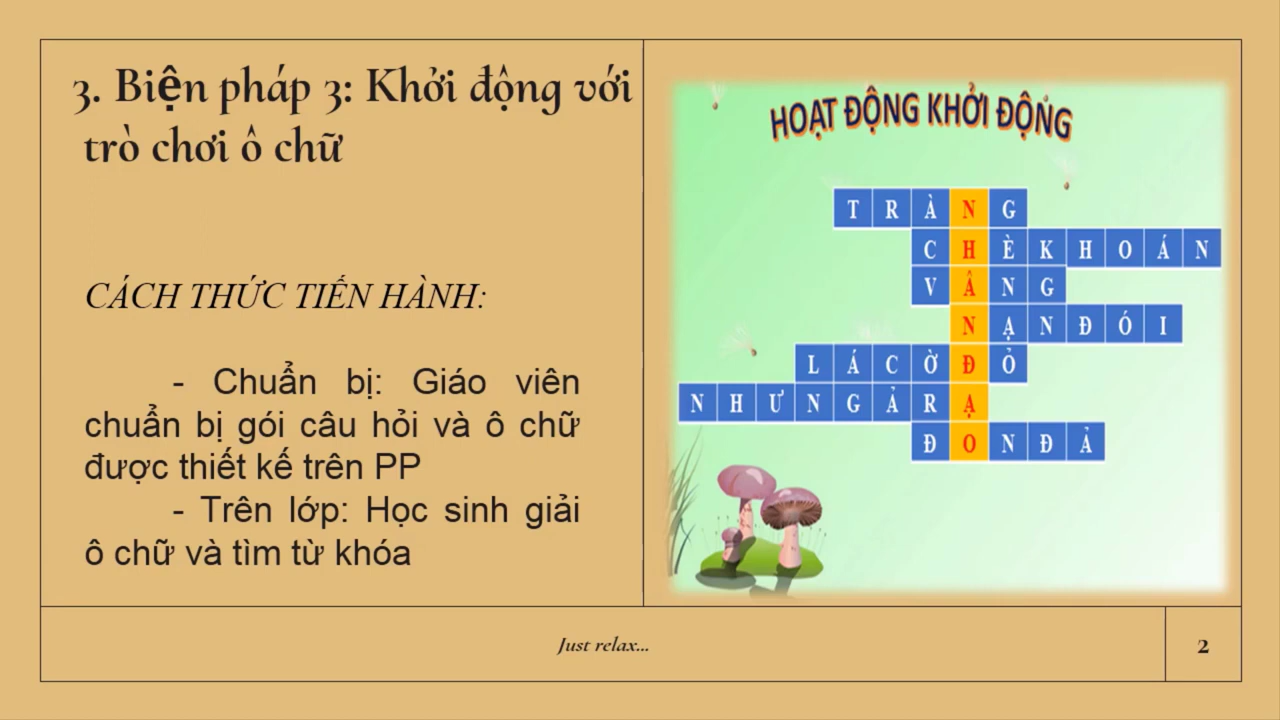 3. Biện pháp 3: Khởi động với
trò chơi ô chữ
CÁCH THỨC TIẾN HÀNH:
- Chuẩn bị: Giáo viên
chuẩn bị gói câu hỏi và ô chữ
được thiết kế trên PP
- Trên lớp: Học sinh giải
ô chữ và tìm từ khóa
HOẠT ĐỘNG KHỞI ĐỘNG
T R À N G
C H È K H O Á N
V Â N G
N Ạ N Đ Ó I
L Á C Ờ Đ Ỏ
N H Ư N G Ả R Ạ
Đ O N Đ Ả
Just relax...
2